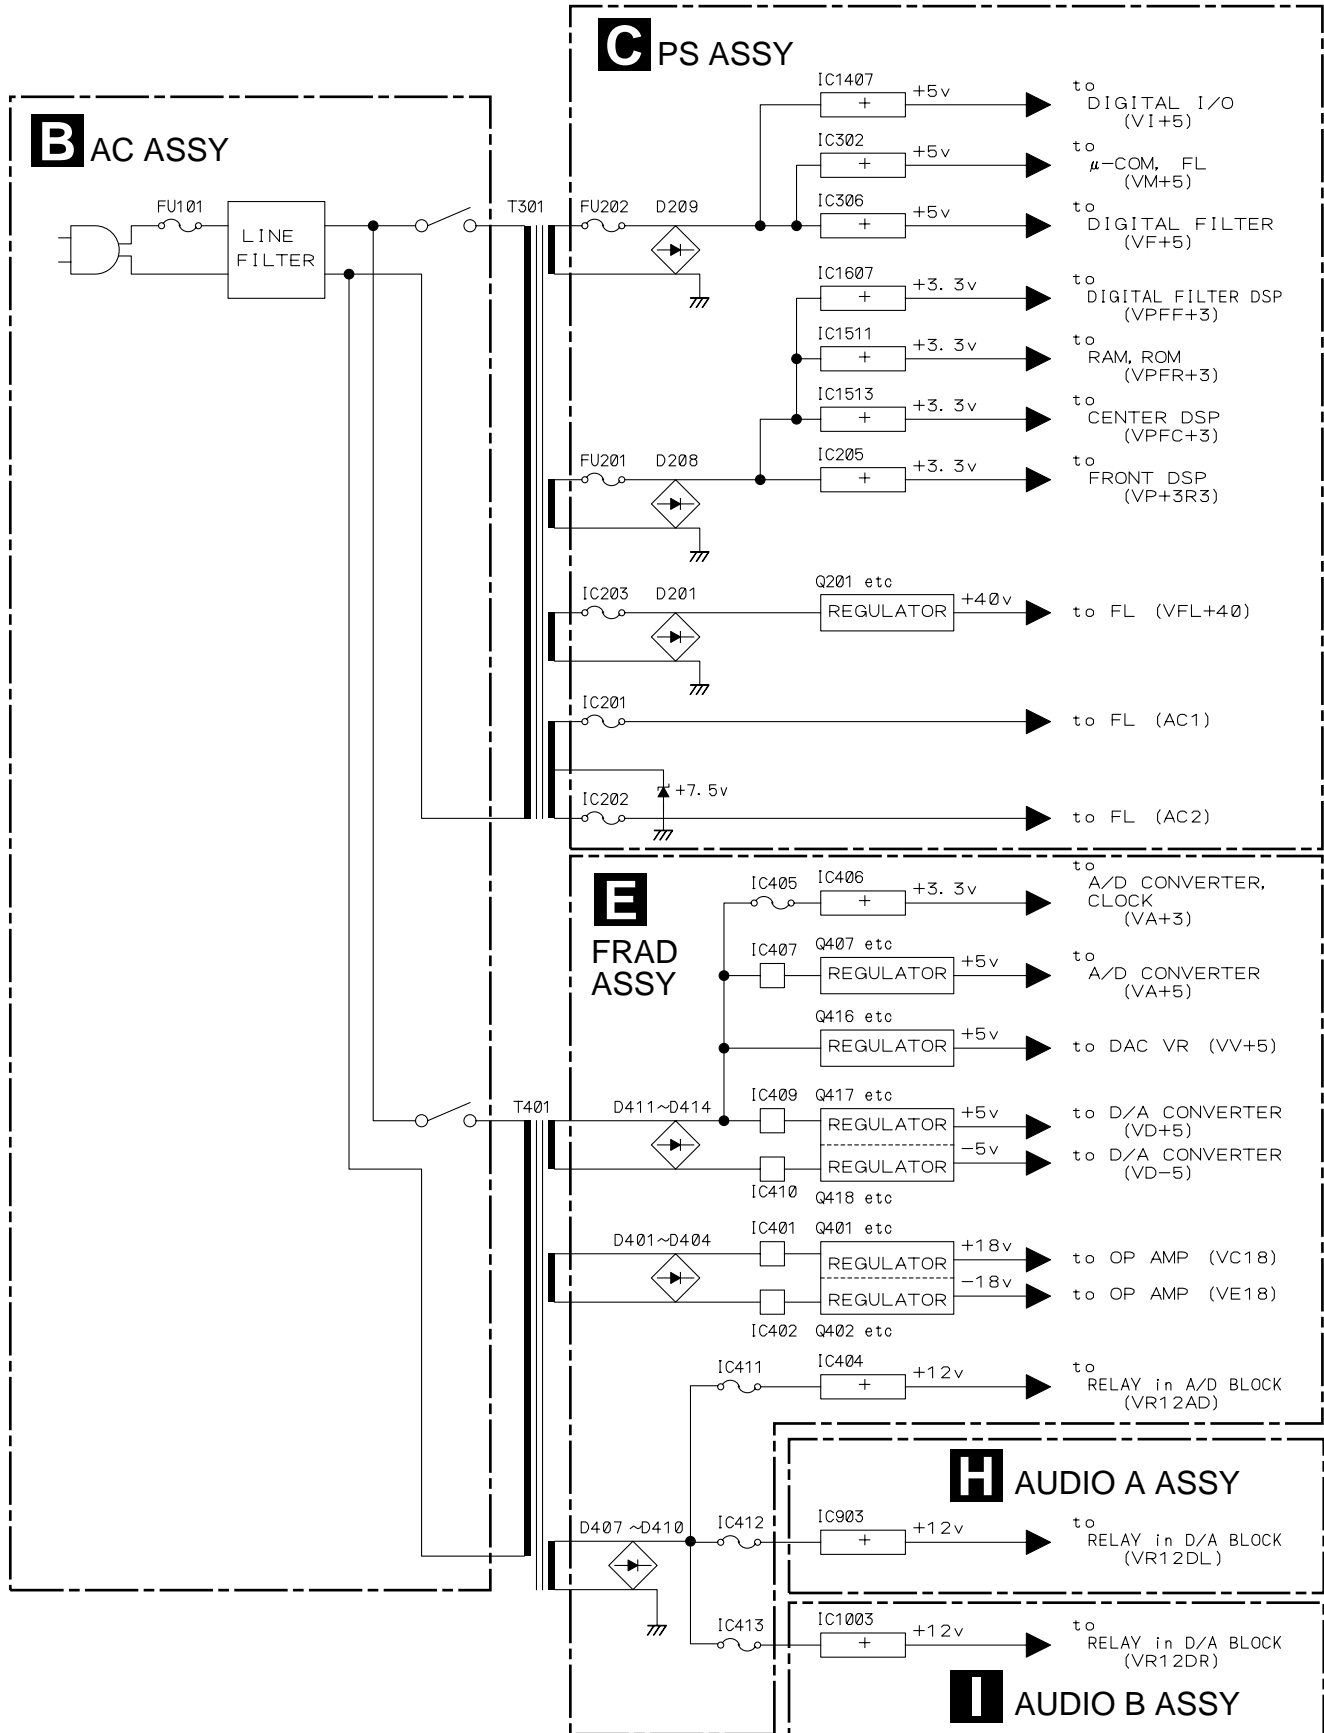 C PS ASSY
IC1407
+5v
to
DIGITAL I/O
(VI+5)
B AC ASSY
IC302
+5v
to
μ-COM, FL
(VM+5)
FU101
LINE
FILTER
T301
FU202
D209
IC306
+5v
to
DIGITAL FILTER
(VF+5)
IC1607
+3.3v
to
DIGITAL FILTER DSP
(VPFF+3)
IC1511
+3.3v
to
RAM, ROM
(VPFR+3)
IC1513
+3.3v
to
CENTER DSP
(VPFC+3)
FU201
D208
IC205
+3.3v
to
FRONT DSP
(VP+3R3)
IC203
D201
Q201 etc
REGULATOR
+40v
to FL (VFL+40)
IC201
to FL (AC1)
+7.5v
IC202
to FL (AC2)
E
FRAD
ASSY
IC405
IC406
+3.3v
to
A/D CONVERTER,
CLOCK
(VA+3)
IC407
Q407 etc
REGULATOR
+5v
to
A/D CONVERTER
(VA+5)
Q416 etc
REGULATOR
+5v
to DAC VR (VV+5)
T401
D411~D414
IC409
Q417 etc
REGULATOR
+5v
to D/A CONVERTER
(VD+5)
REGULATOR
-5v
to D/A CONVERTER
(VD-5)
IC410
Q418 etc
D401~D404
IC401
Q401 etc
REGULATOR
+18v
to OP AMP (VC18)
REGULATOR
-18v
to OP AMP (VE18)
IC402
Q402 etc
IC411
IC404
+12v
to
RELAY in A/D BLOCK
(VR12AD)
H AUDIO A ASSY
D407 ~D410
IC412
IC903
+12v
to
RELAY in D/A BLOCK
(VR12DL)
IC413
IC1003
+12v
to
RELAY in D/A BLOCK
(VR12DR)
I AUDIO B ASSY